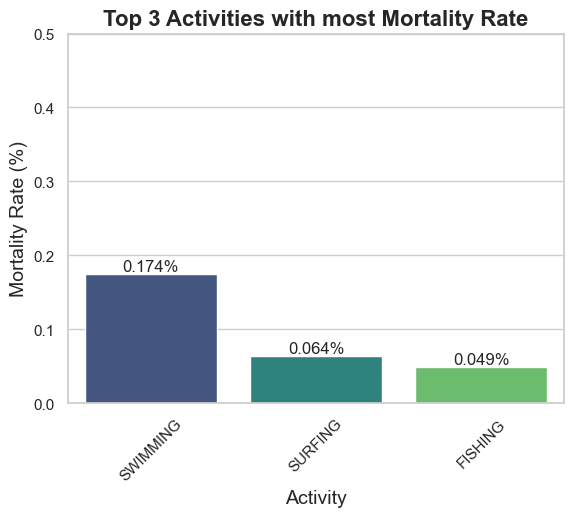 Top 3 Activities with most Mortality Rate
Mortality Rate (%)
0.5
0.4
0.3
0.2
0.1
0.0
0.174%
0.064%
0.049%
SWIMMING
SURFING
FISHING
Activity